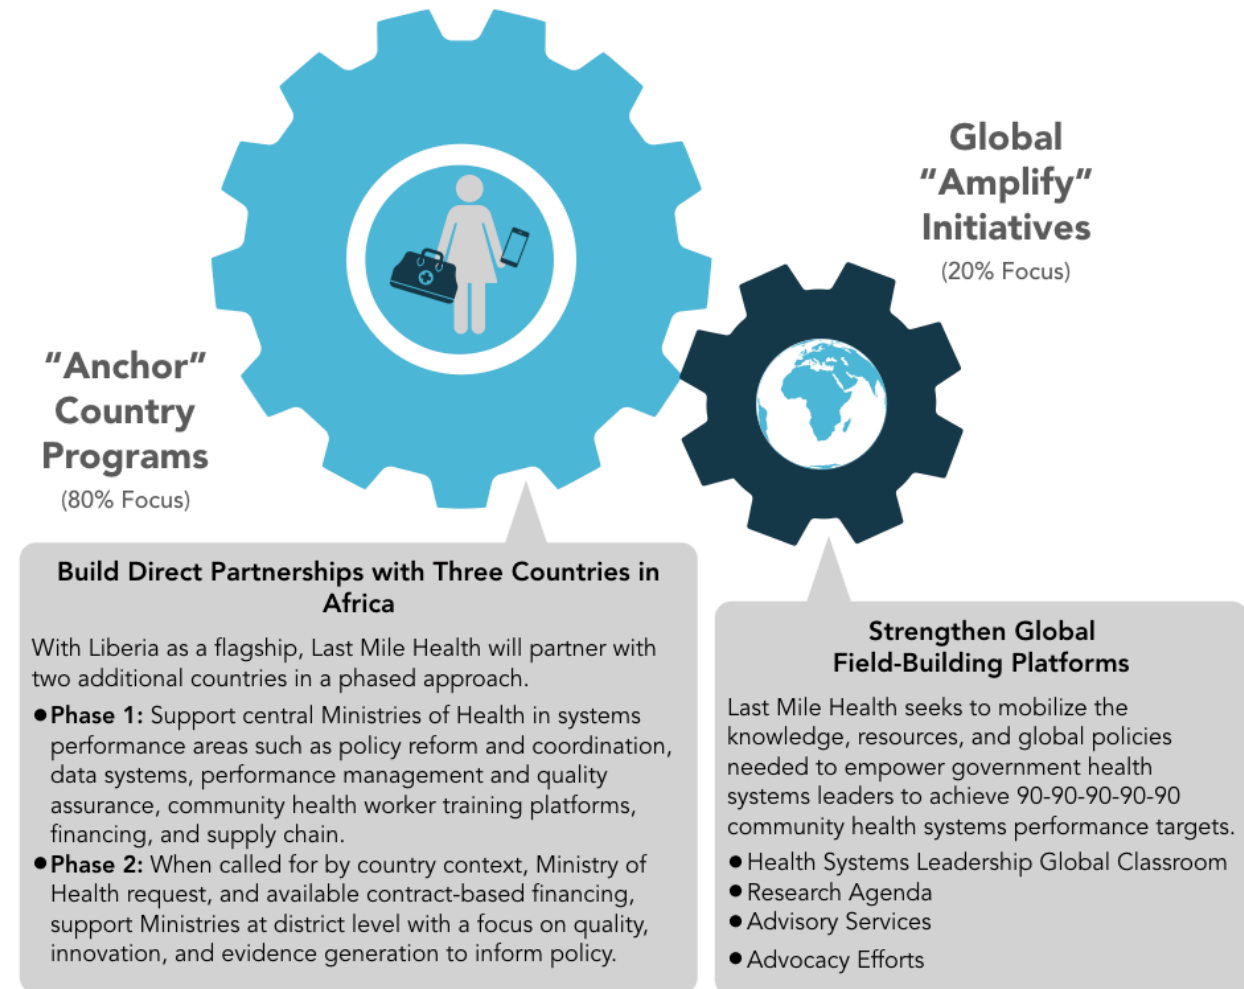 Global
“Amplify”
Initiatives
(20% Focus)
“Anchor”
Country
Programs
(80% Focus)
Build Direct Partnerships with Three Countries in
Africa
With Liberia as a flagship, Last Mile Health will partner with
two additional countries in a phased approach.
●Phase 1: Support central Ministries of Health in systems
performance areas such as policy reform and coordination,
data systems, performance management and quality
assurance, community health worker training platforms,
financing, and supply chain.
●Phase 2: When called for by country context, Ministry of
Health request, and available contract-based financing,
support Ministries at district level with a focus on quality,
innovation, and evidence generation to inform policy.
Strengthen Global
Field-Building Platforms
Last Mile Health seeks to mobilize the
knowledge, resources, and global policies
needed to empower government health
systems leaders to achieve 90-90-90-90-90
community health systems performance targets.
●Health Systems Leadership Global Classroom
●Research Agenda
●Advisory Services
●Advocacy Efforts